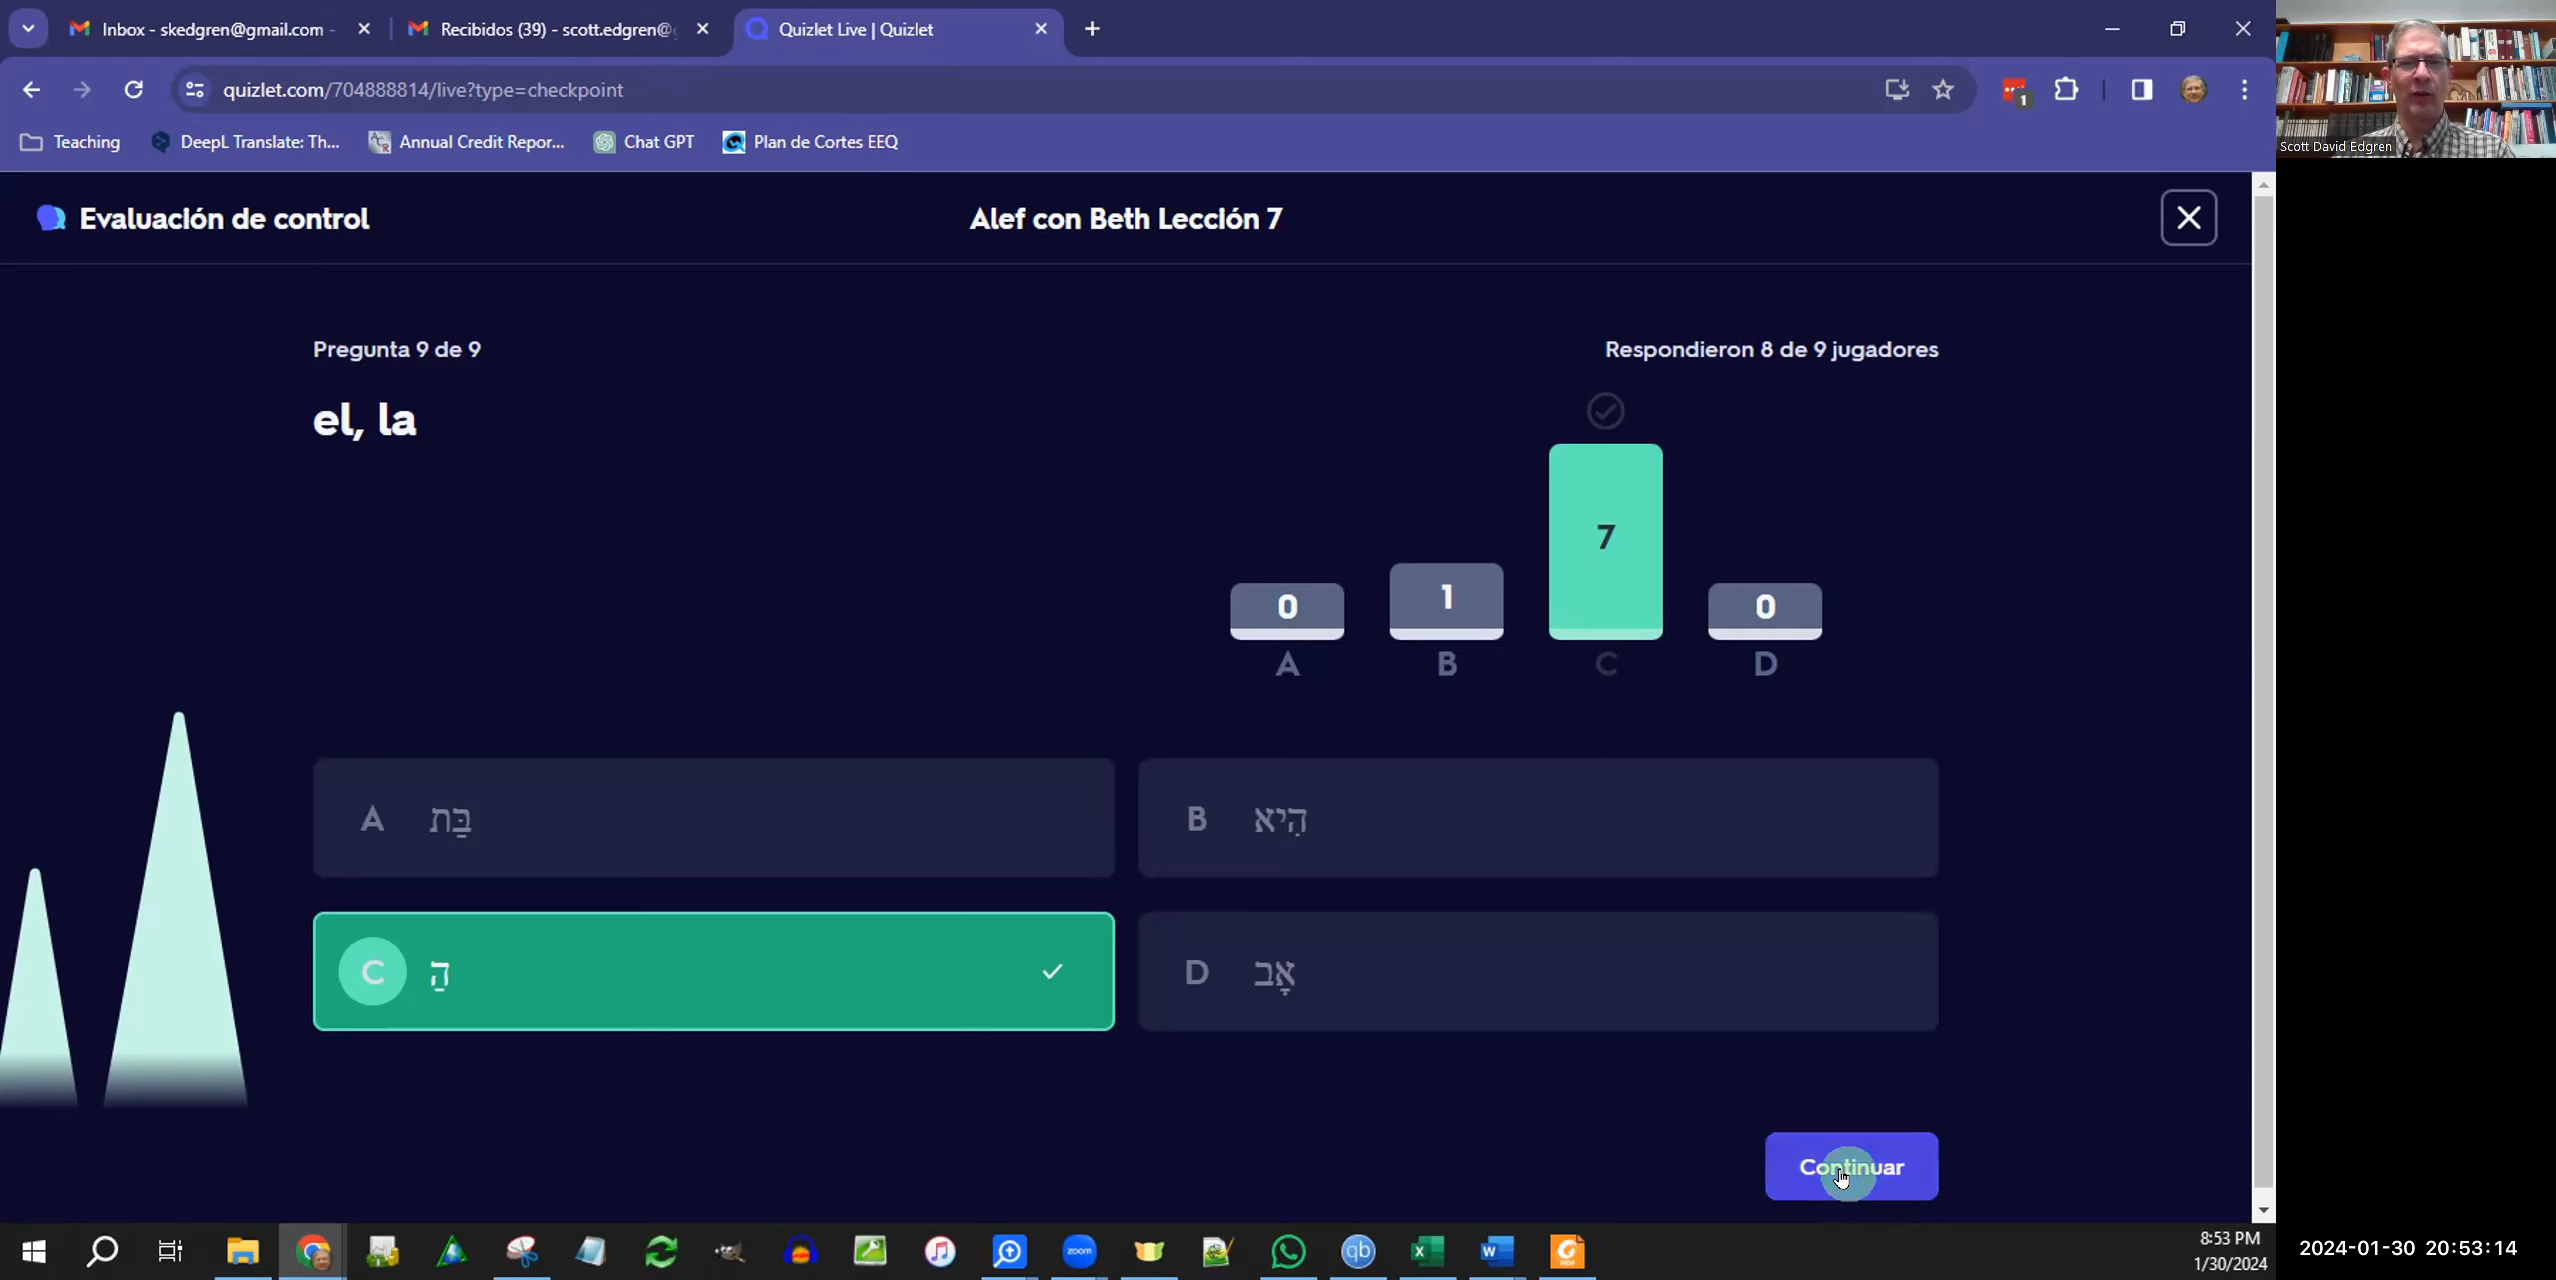 Inbox - skedgren@gmail.com -
Recibidos (39) - scott.edgren@g
Quizlet Live | Quizlet
quizlet.com/704888814/live?type=checkpoint
1
Teaching
DeepL Translate: Th...
Annual Credit Repor...
Chat GPT
Plan de Cortes EEQ
Scott David Edgren
Evaluación de control
Alef con Beth Lección 7
Pregunta 9 de 9
Respondieron 8 de 9 jugadores
el, la
0 1 7 0
A B C D
A בַּת
B הִיא
C הַ
D אָב
Continuar
zoom
qb
8:53 PM
1/30/2024
2024-01-30 20:53:14